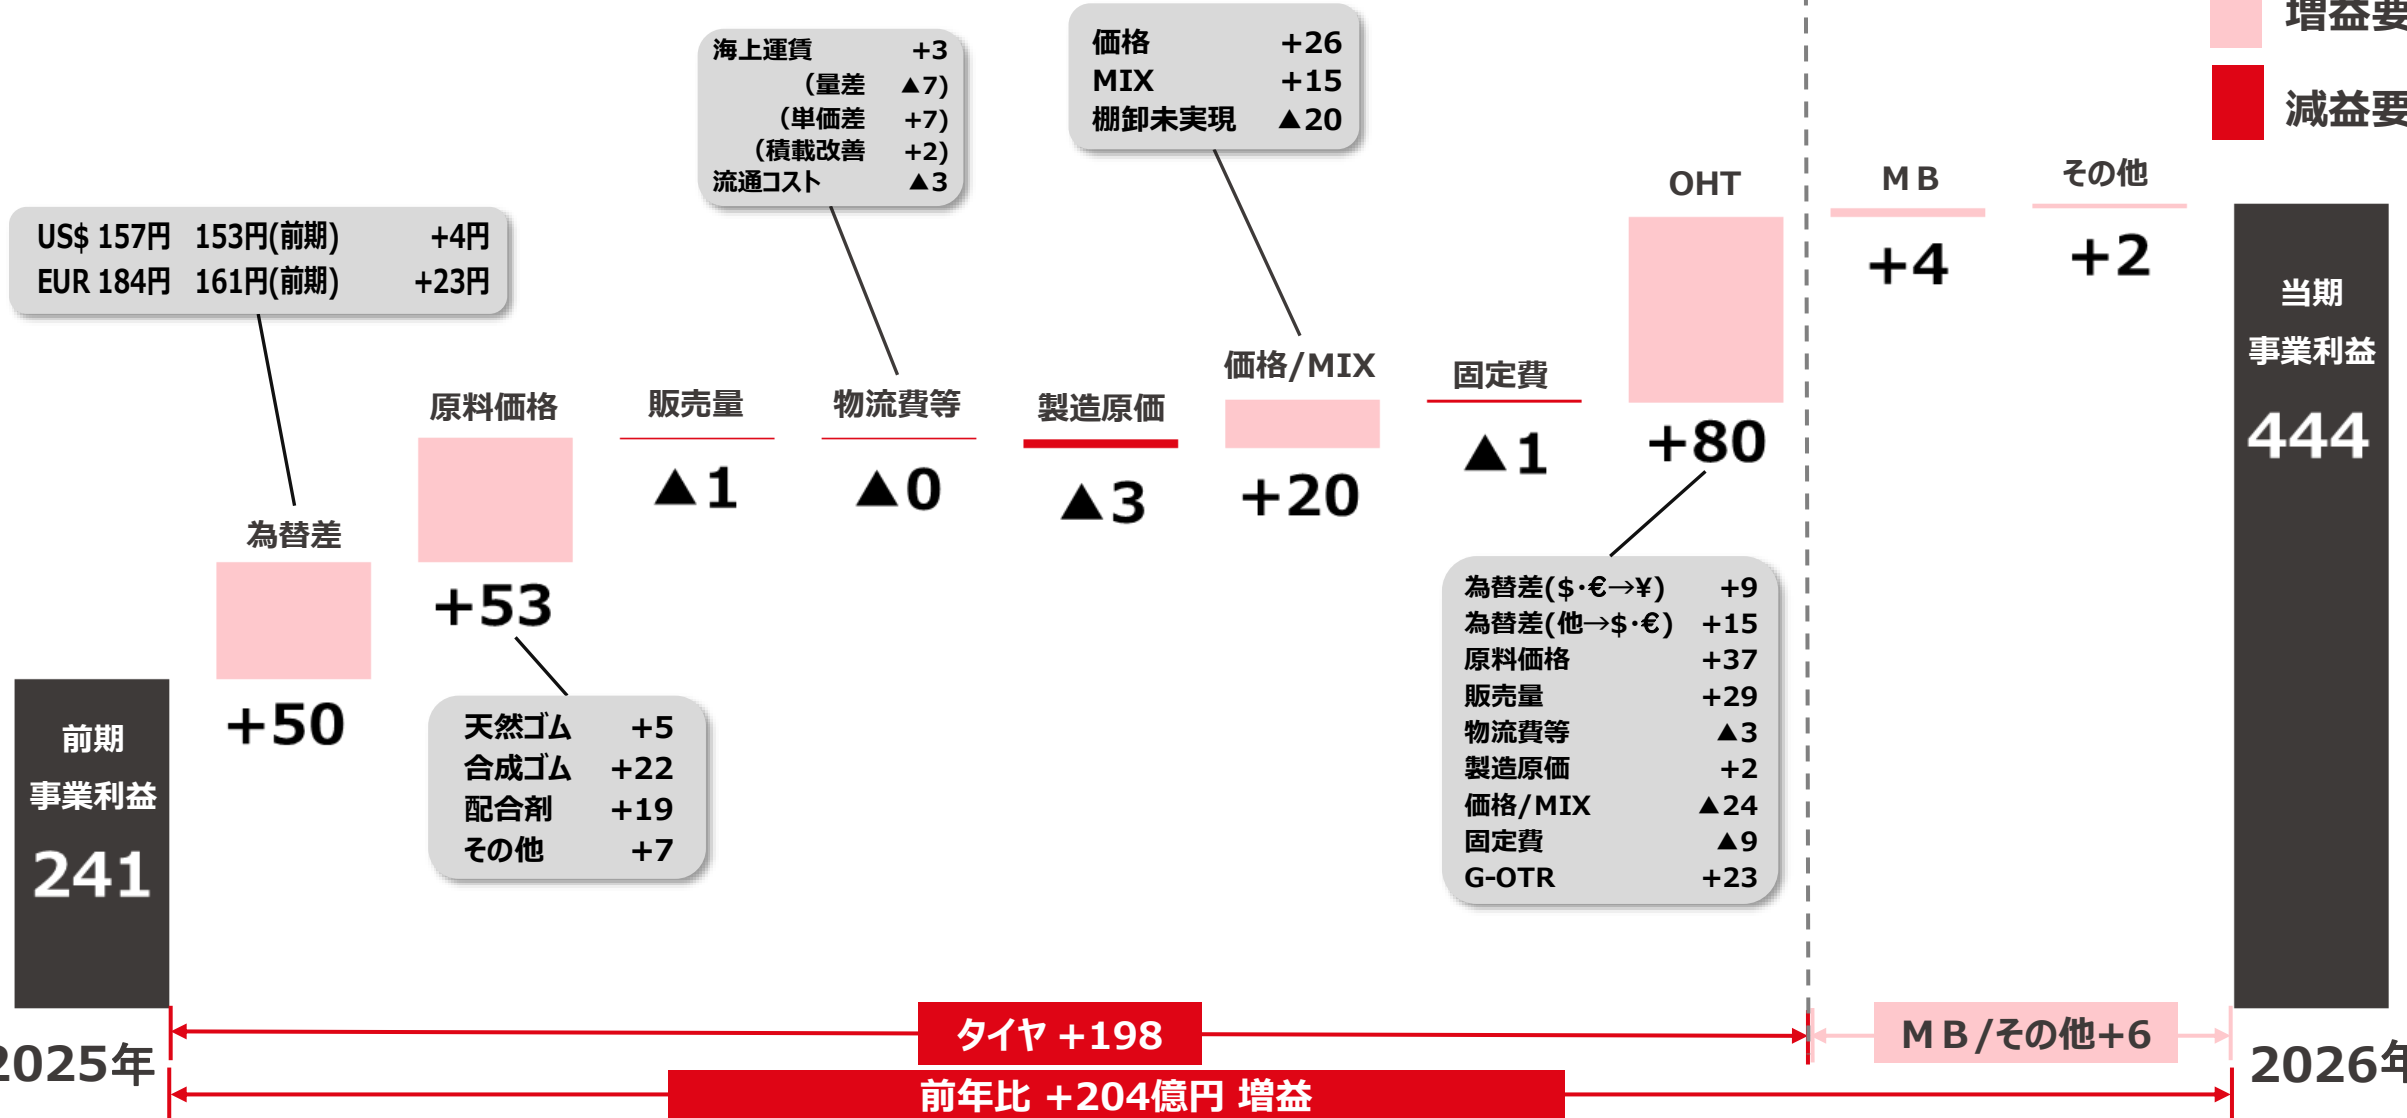 増益要
減益要
海上運賃 +3
(量差 ▲7)
(単価差 +7)
(積載改善 +2)
流通コスト ▲3
価格 +26
MIX +15
棚卸未実現 ▲20
US$ 157円 153円(前期) +4円
EUR 184円 161円(前期) +23円
前期
事業利益
241
為替差
+50
原料価格
+53
天然ゴム +5
合成ゴム +22
配合剤 +19
その他 +7
販売量
▲1
物流費等
▲0
製造原価
▲3
価格/MIX
+20
固定費
▲1
OHT
+80
為替差($・€→¥) +9
為替差(他→$・€) +15
原料価格 +37
販売量 +29
物流費等 ▲3
製造原価 +2
価格/MIX ▲24
固定費 ▲9
G-OTR +23
ＭＢ
+4
その他
+2
当期
事業利益
444
タイヤ +198
ＭＢ/その他+6
前年比 +204億円 増益
2025年
2026年